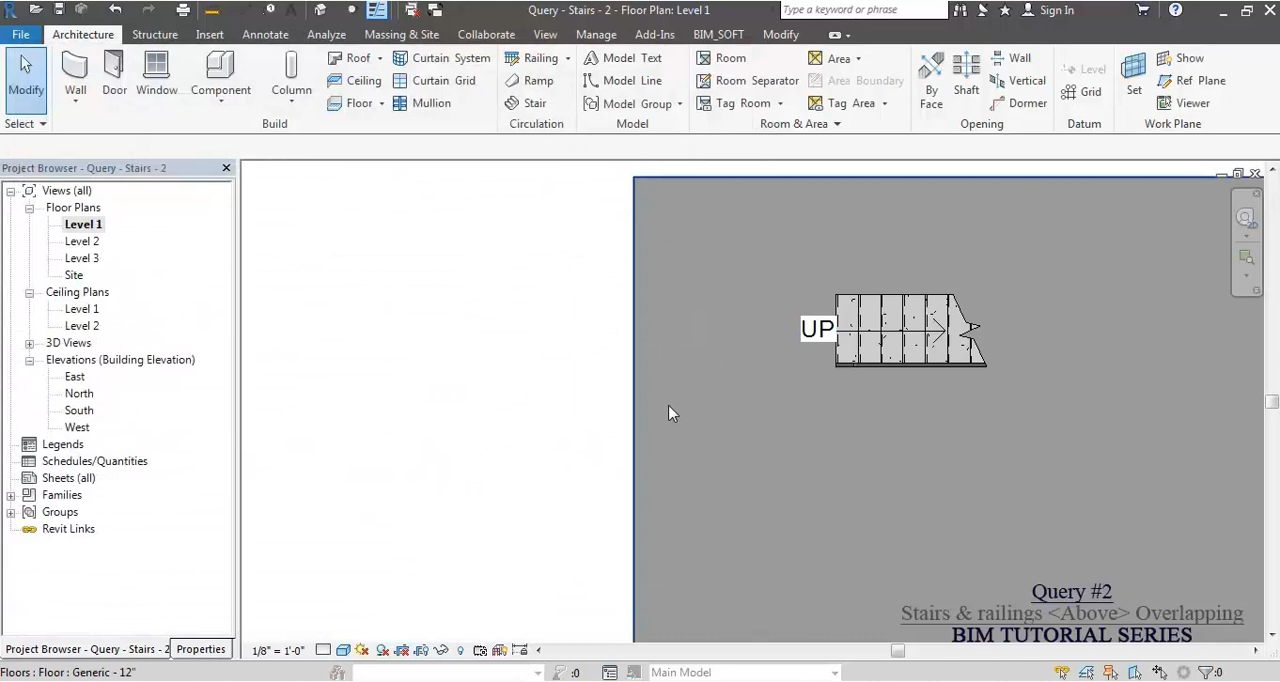 Query - Stairs - 2 - Floor Plan: Level 1
Type a keyword or phrase
Sign In
File Architecture Structure Insert Annotate Analyze Massing & Site Collaborate View Manage Add-Ins BIM_SOFT Modify
Modify Wall Door Window Component Column
Roof Ceiling Floor
Curtain System Curtain Grid Mullion
Railing Ramp Stair
Model Text Model Line Model Group
Room Room Separator Tag Room
Area Area Boundary Tag Area
By Face Shaft
Wall Vertical Dormer
Level Grid
Set
Show Ref Plane Viewer
Select Build Circulation Model Room & Area Opening Datum Work Plane
Project Browser - Query - Stairs - 2
Views (all)
Floor Plans
Level 1
Level 2
Level 3
Site
Ceiling Plans
Level 1
Level 2
3D Views
Elevations (Building Elevation)
East
North
South
West
Legends
Schedules/Quantities
Sheets (all)
Families
Groups
Revit Links
UP
2D
Query #2
Stairs & railings <Above> Overlapping
BIM TUTORIAL SERIES
Project Browser - Query - Stairs - 2 Properties
1/8" = 1'-0"
Floors : Floor : Generic - 12"
:0
Main Model
:0